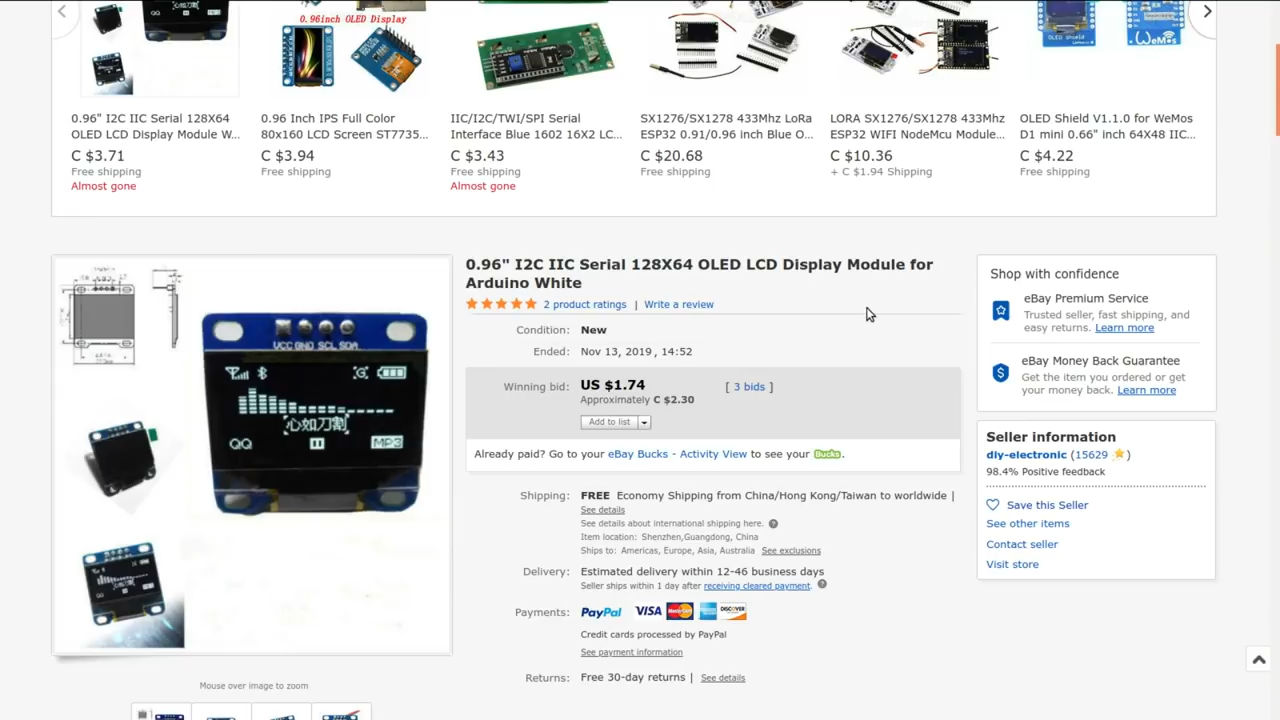 0.96inch OLED Display
0.96" I2C IIC Serial 128X64
OLED LCD Display Module W...
C $3.71
Free shipping
Almost gone
0.96 Inch IPS Full Color
80x160 LCD Screen ST7735...
C $3.94
Free shipping
IIC/I2C/TWI/SPI Serial
Interface Blue 1602 16X2 LC...
C $3.43
Free shipping
Almost gone
SX1276/SX1278 433Mhz LoRa
ESP32 0.91/0.96 inch Blue O...
C $20.68
Free shipping
LORA SX1276/SX1278 433Mhz
ESP32 WIFI NodeMcu Module...
C $10.36
+ C $1.94 Shipping
OLED Shield V1.1.0 for WeMos
D1 mini 0.66" inch 64X48 IIC...
C $4.22
Free shipping
VCC GND SCL SDA
心如刀割
QQ
MP3
Mouse over image to zoom
0.96" I2C IIC Serial 128X64 OLED LCD Display Module for
Arduino White
2 product ratings | Write a review
Condition: New
Ended: Nov 13, 2019 , 14:52
Winning bid: US $1.74 [ 3 bids ]
Approximately C $2.30
Add to list
Already paid? Go to your eBay Bucks - Activity View to see your Bucks.
Shipping: FREE Economy Shipping from China/Hong Kong/Taiwan to worldwide |
See details
See details about international shipping here. ?
Item location: Shenzhen,Guangdong, China
Ships to: Americas, Europe, Asia, Australia See exclusions
Delivery: Estimated delivery within 12-46 business days
Seller ships within 1 day after receiving cleared payment. ?
Payments: PayPal VISA MasterCard DISCOVER
Credit cards processed by PayPal
See payment information
Returns: Free 30-day returns | See details
Shop with confidence
eBay Premium Service
Trusted seller, fast shipping, and
easy returns. Learn more
eBay Money Back Guarantee
Get the item you ordered or get
your money back. Learn more
Seller information
diy-electronic (15629 )
98.4% Positive feedback
Save this Seller
See other items
Contact seller
Visit store